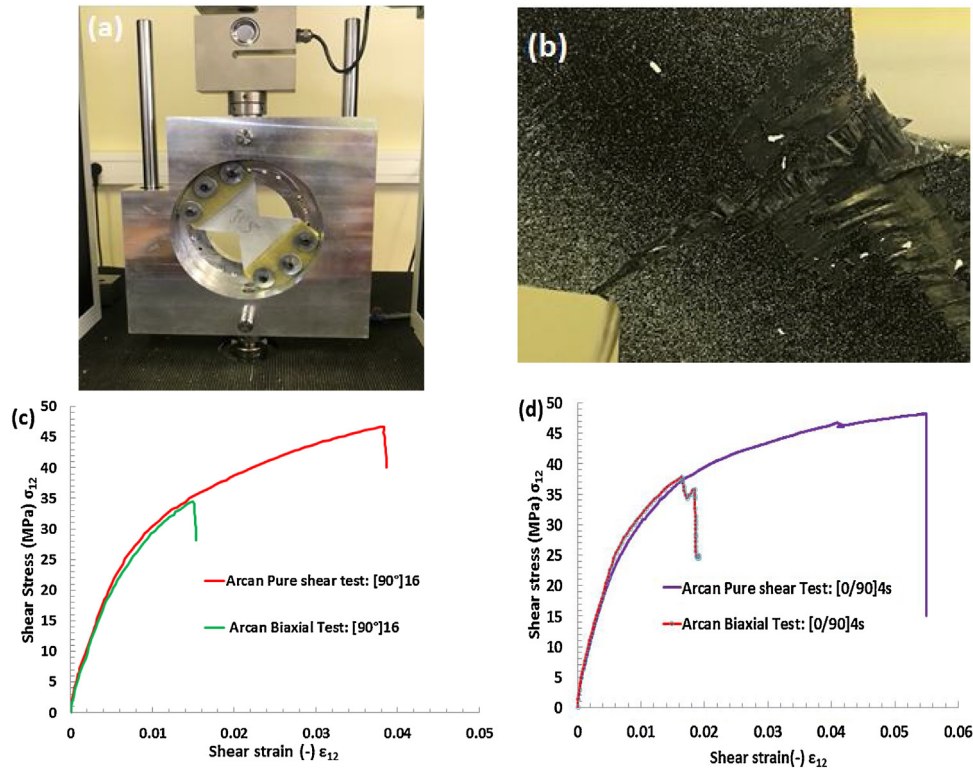 (a)
(b)
(c)
50
45
40
35
30
25
20
15
10
5
0
Shear Stress (MPa) σ12
Arcan Pure shear test: [90°]16
Arcan Biaxial Test: [90°]16
0
0.01
0.02
0.03
0.04
0.05
Shear strain (-) ε12
(d)
50
45
40
35
30
25
20
15
10
5
0
Shear stress (MPa) σ12
Arcan Pure shear Test: [0/90]4s
Arcan Biaxial Test: [0/90]4s
0
0.01
0.02
0.03
0.04
0.05
0.06
Shear strain(-) ε12